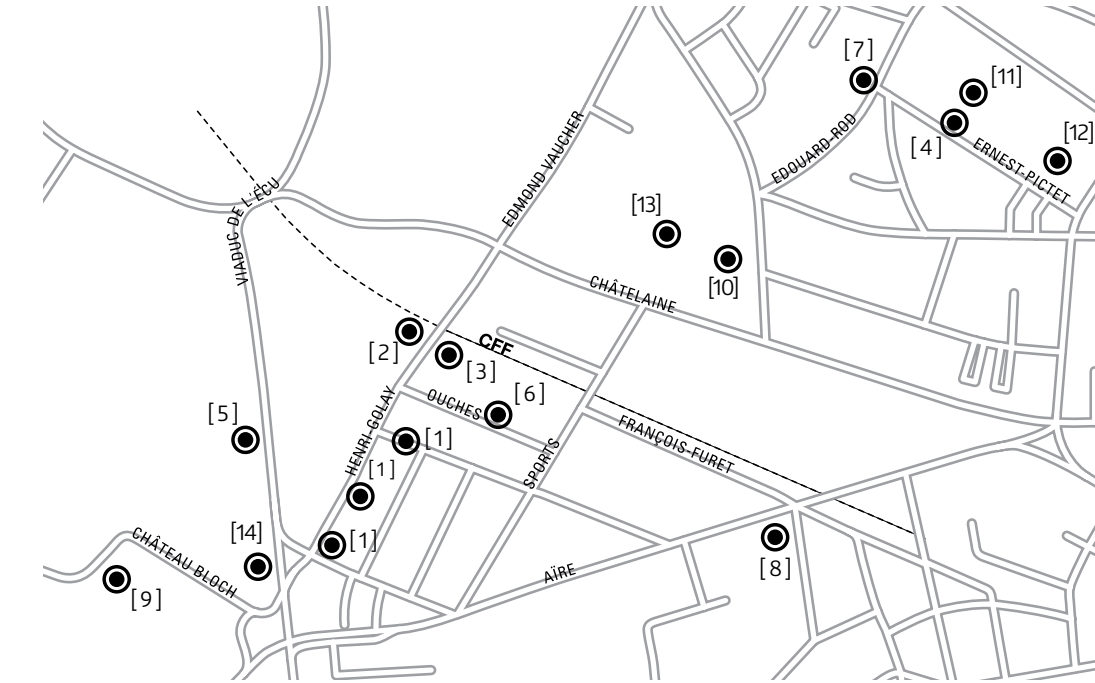 [7]
[11]
[4]
[12]
EDOUARD-ROD
ERNEST-PICTET
EDMOND-VAUCHER
VIADUC DE L'ÉCU
[13]
[10]
CHÂTELAINE
[2]
CFF
[3]
[6]
OUCHES
HENRI-GOLAY
[5]
[1]
FRANÇOIS-FURET
SPORTS
[1]
[14]
[1]
CHÂTEAU BLOCH
AÏRE
[8]
[9]